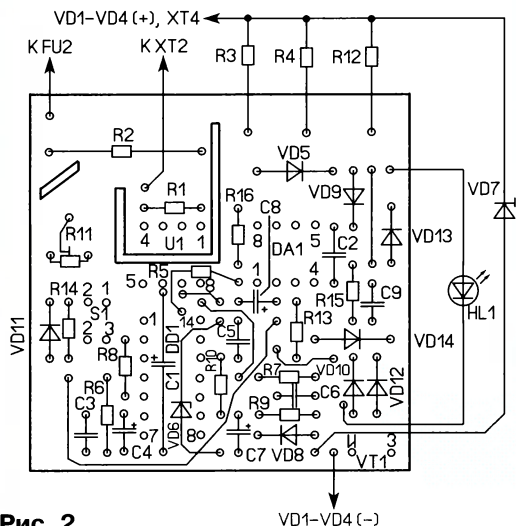 VD1-VD4 (+), XT4
К FU2
К XT2
R3
R4
R12
R2
VD5
VD9
VD7
R1
R16
C8
4 U1 1
8
5
C2
VD13
R11
DA1
R5
5
6
1
4
HL1
R14
2 1
S1
2 3
VD11
1
DD1
14
C5
R13
R15
C9
VD14
R8
C1
R10
R7
VD10
R6
C6
VD12
C3
VD6
R9
7
C4
8
C7
VD8
И
3
VT1
VD1-VD4 (-)
Рис. 2